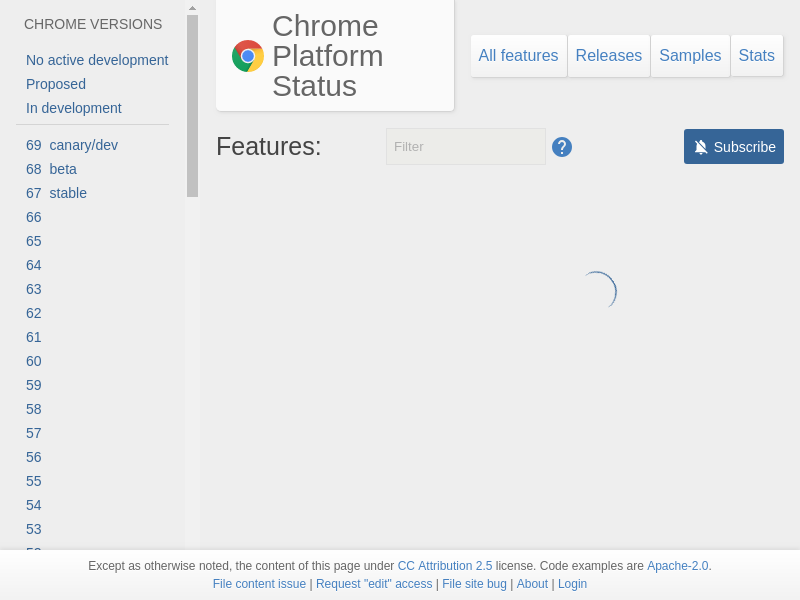 CHROME VERSIONS
No active development
Proposed
In development
69 canary/dev
68 beta
67 stable
66
65
64
63
62
61
60
59
58
57
56
55
54
53
Chrome
Platform
Status
All features
Releases
Samples
Stats
Features:
Filter
?
Subscribe
Except as otherwise noted, the content of this page under CC Attribution 2.5 license. Code examples are Apache-2.0.
File content issue | Request "edit" access | File site bug | About | Login